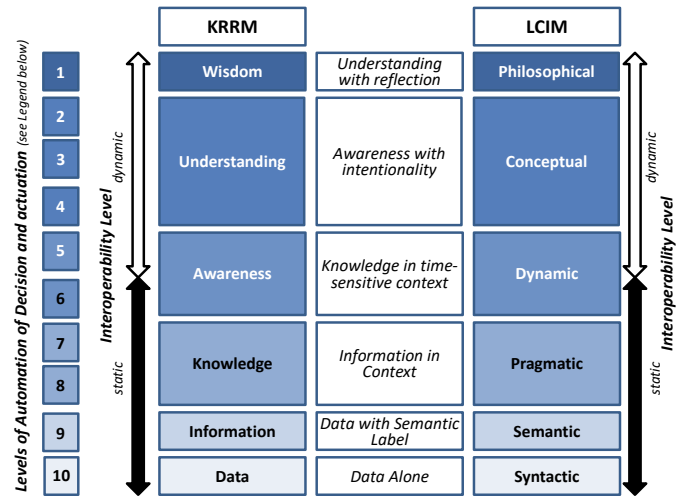 KRRM
LCIM
Levels of Automation of Decision and actuation (see Legend below)
Interoperability Level
dynamic
static
1
2
3
4
5
6
7
8
9
10
Wisdom
Understanding
with reflection
Philosophical
Understanding
Awareness with
intentionality
Conceptual
Awareness
Knowledge in time-
sensitive context
Dynamic
Knowledge
Information in
Context
Pragmatic
Information
Data with Semantic
Label
Semantic
Data
Data Alone
Syntactic
dynamic
static
Interoperability Level